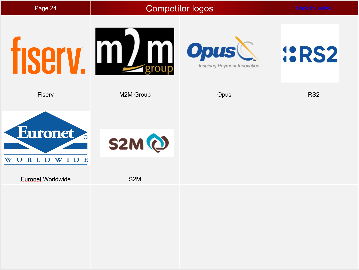 Page 24
Competitor logos
fiserv.
m2m
group
Opus
RS2
Fiserv
M2M Group
Opus
RS2
Euronet
WORLDWIDE
S2M
Euronet Worldwide
S2M